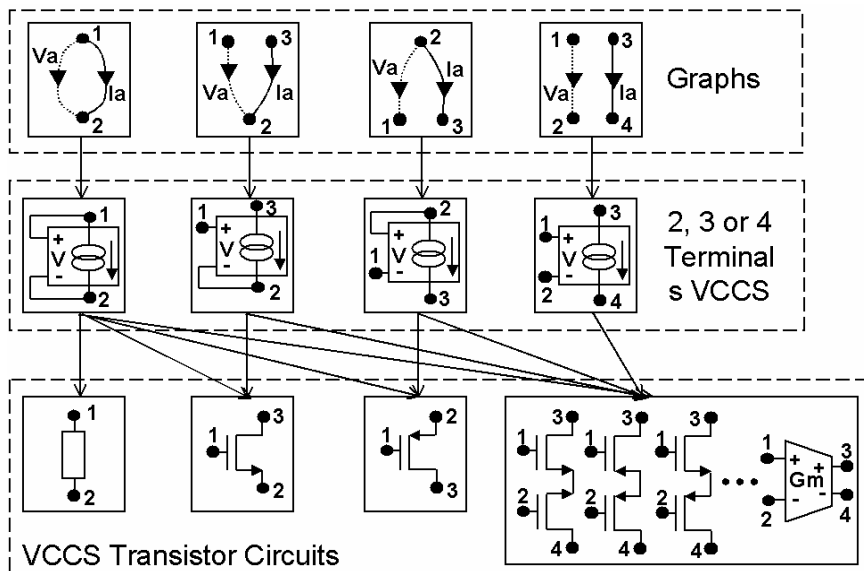 1 1 3 2 1 3
Va Ia Va Ia Va Ia Va Ia
Graphs
2 2 1 3 2 4
1 3 2 3
1 1
+ + + +
V V V V
- - 1 - 2 -
2 2 3 4
2, 3 or 4
Terminal
s VCCS
1 3 2 3 3 3
1 1 1 1 1 1 + + 3
Gm
2 2 2 2 - - 4
2 2 3 4 4 4
VCCS Transistor Circuits